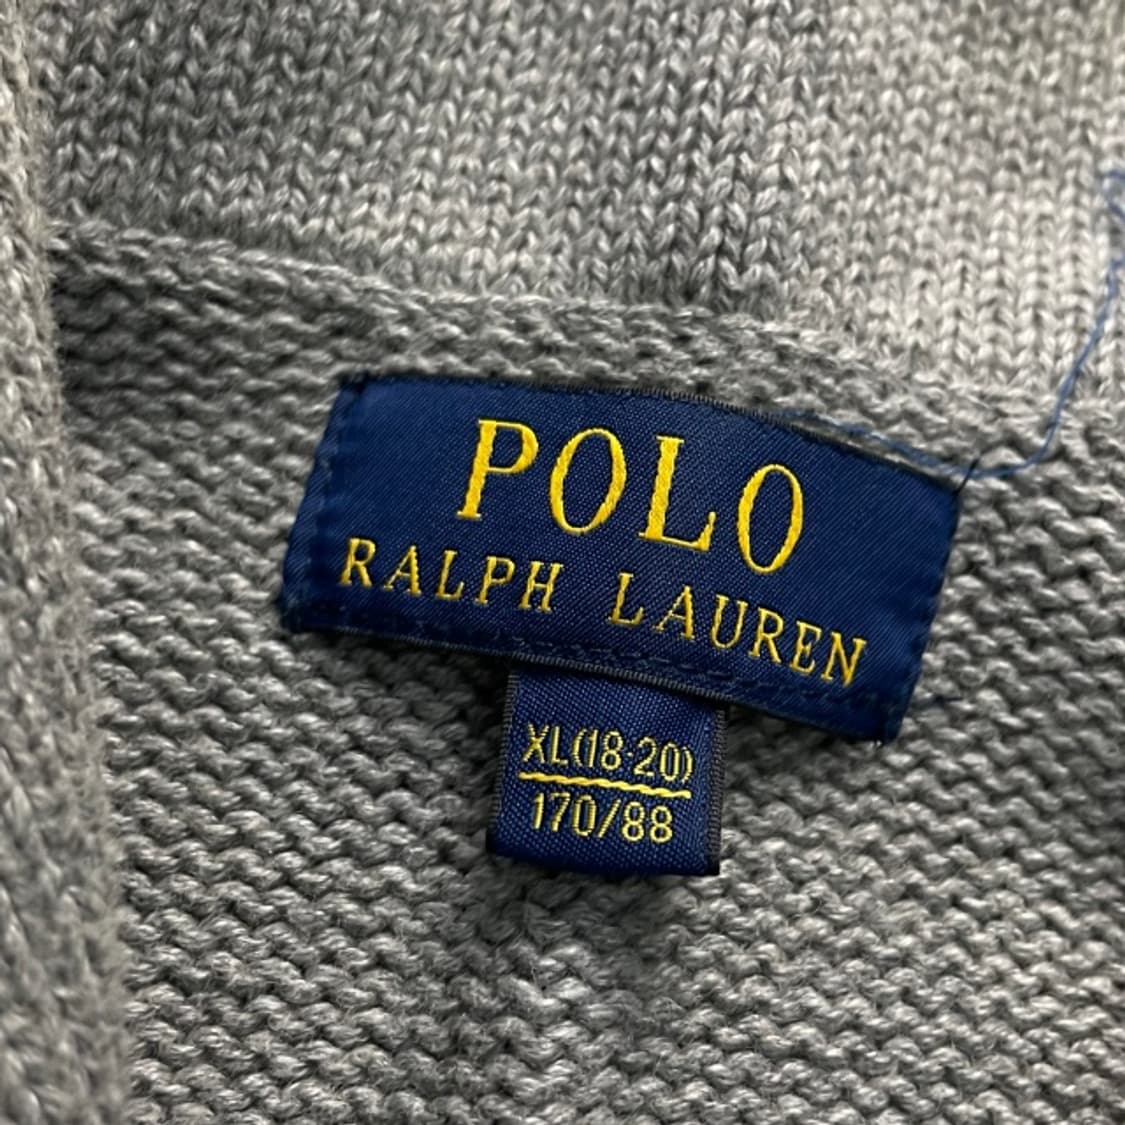 POLO
RALPH LAUREN
XL(18-20)
170/88